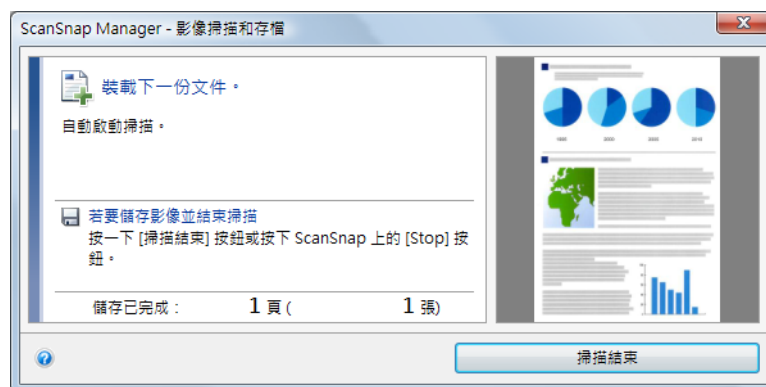 ScanSnap Manager - 影像掃描和存檔
裝載下一份文件。
自動啟動掃描。
若要儲存影像並結束掃描
按一下 [掃描結束] 按鈕或按下 ScanSnap 上的 [Stop] 按
鈕。
儲存已完成： 1 頁 ( 1 張)
掃描結束